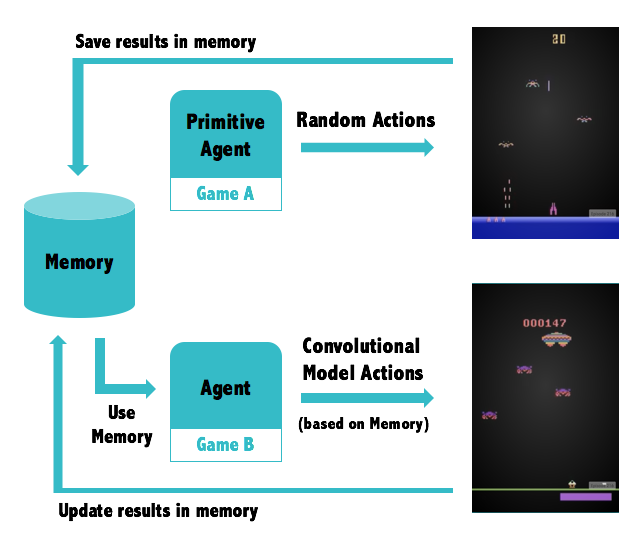 Save results in memory
20
Primitive
Agent
Game A
Random Actions
Memory
000147
Convolutional
Model Actions
(based on Memory)
Agent
Game B
Use
Memory
Update results in memory